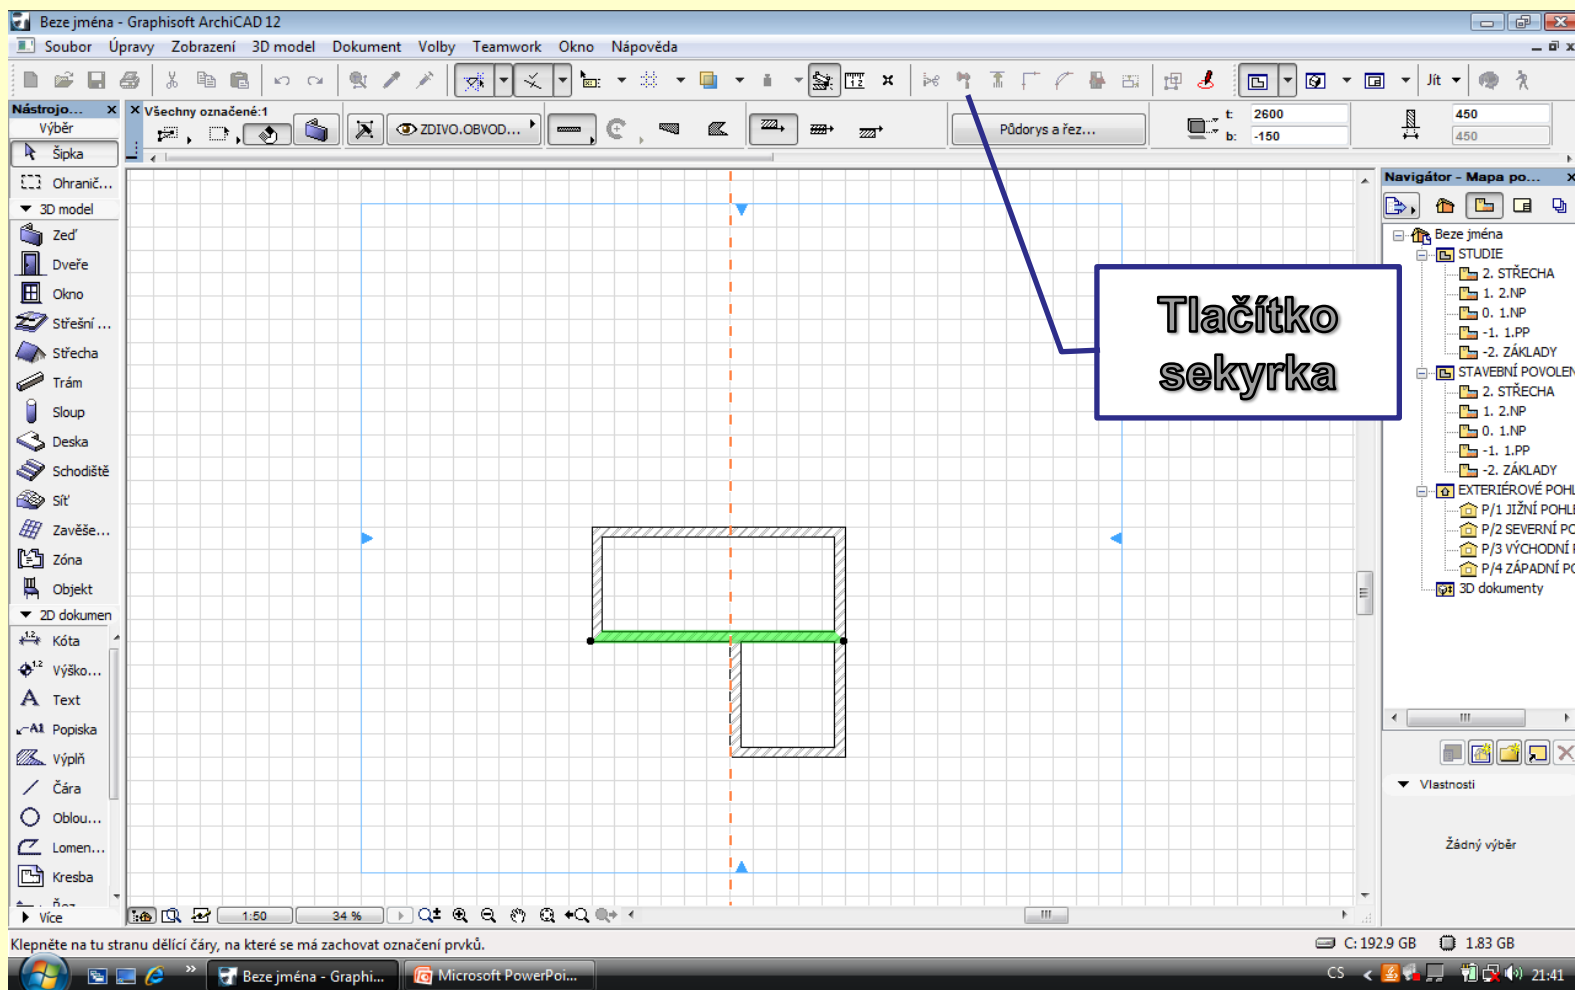 Beze jména - Graphisoft ArchiCAD 12
Soubor Úpravy Zobrazení 3D model Dokument Volby Teamwork Okno Nápověda
Jít
Nástrojo...
Výběr
Šipka
Ohranič...
3D model
Zeď
Dveře
Okno
Střešní ...
Střecha
Trám
Sloup
Deska
Schodiště
Síť
Zavěše...
Zóna
Objekt
2D dokumen
Kóta
Výško...
Text
Popiska
Výplň
Čára
Oblou...
Lomen...
Kresba
Více
Všechny označené:1
ZDIVO.OBVOD...
Půdorys a řez...
t: 2600
b: -150
450
450
Tlačítko
sekyrka
Navigátor - Mapa po...
Beze jména
STUDIE
2. STŘECHA
1. 2.NP
0. 1.NP
-1. 1.PP
-2. ZÁKLADY
STAVEBNÍ POVOLEN
2. STŘECHA
1. 2.NP
0. 1.NP
-1. 1.PP
-2. ZÁKLADY
EXTERIÉROVÉ POHL
P/1 JIŽNÍ POHLE
P/2 SEVERNÍ PO
P/3 VÝCHODNÍ P
P/4 ZÁPADNÍ PO
3D dokumenty
Vlastnosti
Žádný výběr
1:50 34 %
Klepněte na tu stranu dělící čáry, na které se má zachovat označení prvků.
C: 192.9 GB 1.83 GB
Beze jména - Graphi... Microsoft PowerPoi... CS 21:41